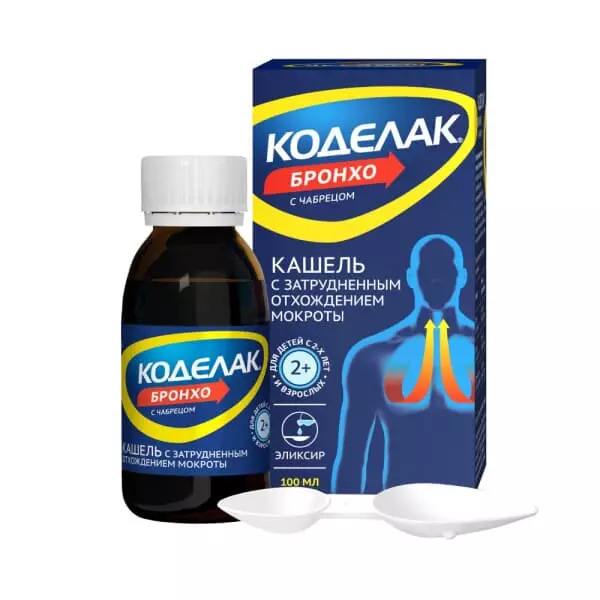 КОДЕЛАК®
БРОНХО
С ЧАБРЕЦОМ
КАШЕЛЬ
С ЗАТРУДНЕННЫМ
ОТХОЖДЕНИЕМ
МОКРОТЫ
ДЛЯ ДЕТЕЙ С 2-Х ЛЕТ
2+
И ВЗРОСЛЫХ
ЭЛИКСИР
100 МЛ
КОДЕЛАК
БРОНХО
С ЧАБРЕЦОМ
2+
КАШЕЛЬ С ЗАТРУДНЕННЫМ
ОТХОЖДЕНИЕМ МОКРОТЫ